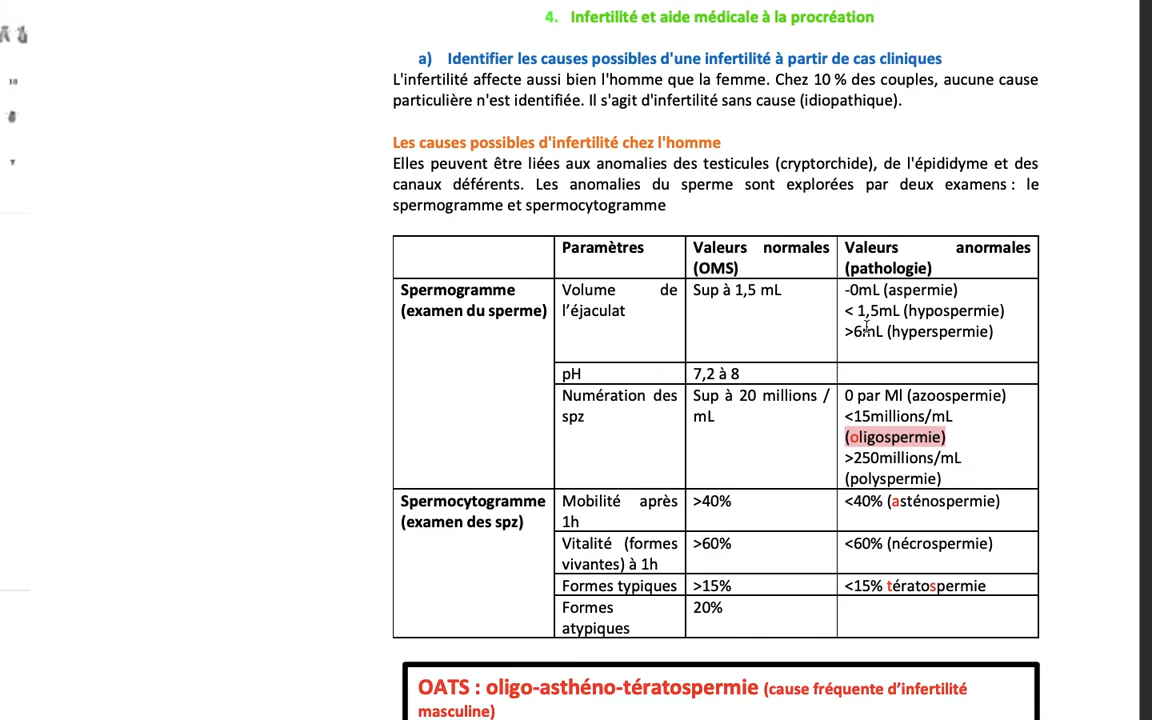 4. Infertilité et aide médicale à la procréation
a) Identifier les causes possibles d'une infertilité à partir de cas cliniques
L'infertilité affecte aussi bien l'homme que la femme. Chez 10 % des couples, aucune cause
particulière n'est identifiée. Il s'agit d'infertilité sans cause (idiopathique).
Les causes possibles d'infertilité chez l'homme
Elles peuvent être liées aux anomalies des testicules (cryptorchide), de l'épididyme et des
canaux déférents. Les anomalies du sperme sont explorées par deux examens : le
spermogramme et spermocytogramme
Paramètres
Valeurs normales
(OMS)
Valeurs anormales
(pathologie)
Spermogramme
(examen du sperme)
Volume de
l'éjaculat
Sup à 1,5 mL
-0mL (aspermie)
< 1,5mL (hypospermie)
>6mL (hyperspermie)
pH
7,2 à 8
Numération des
spz
Sup à 20 millions /
mL
0 par Ml (azoospermie)
<15millions/mL
(oligospermie)
>250millions/mL
(polyspermie)
Spermocytogramme
(examen des spz)
Mobilité après
1h
>40%
<40% (asténospermie)
Vitalité (formes
vivantes) à 1h
>60%
<60% (nécrospermie)
Formes typiques
>15%
<15% tératospermie
Formes
atypiques
20%
OATS : oligo-asthéno-tératospermie (cause fréquente d'infertilité
masculine)